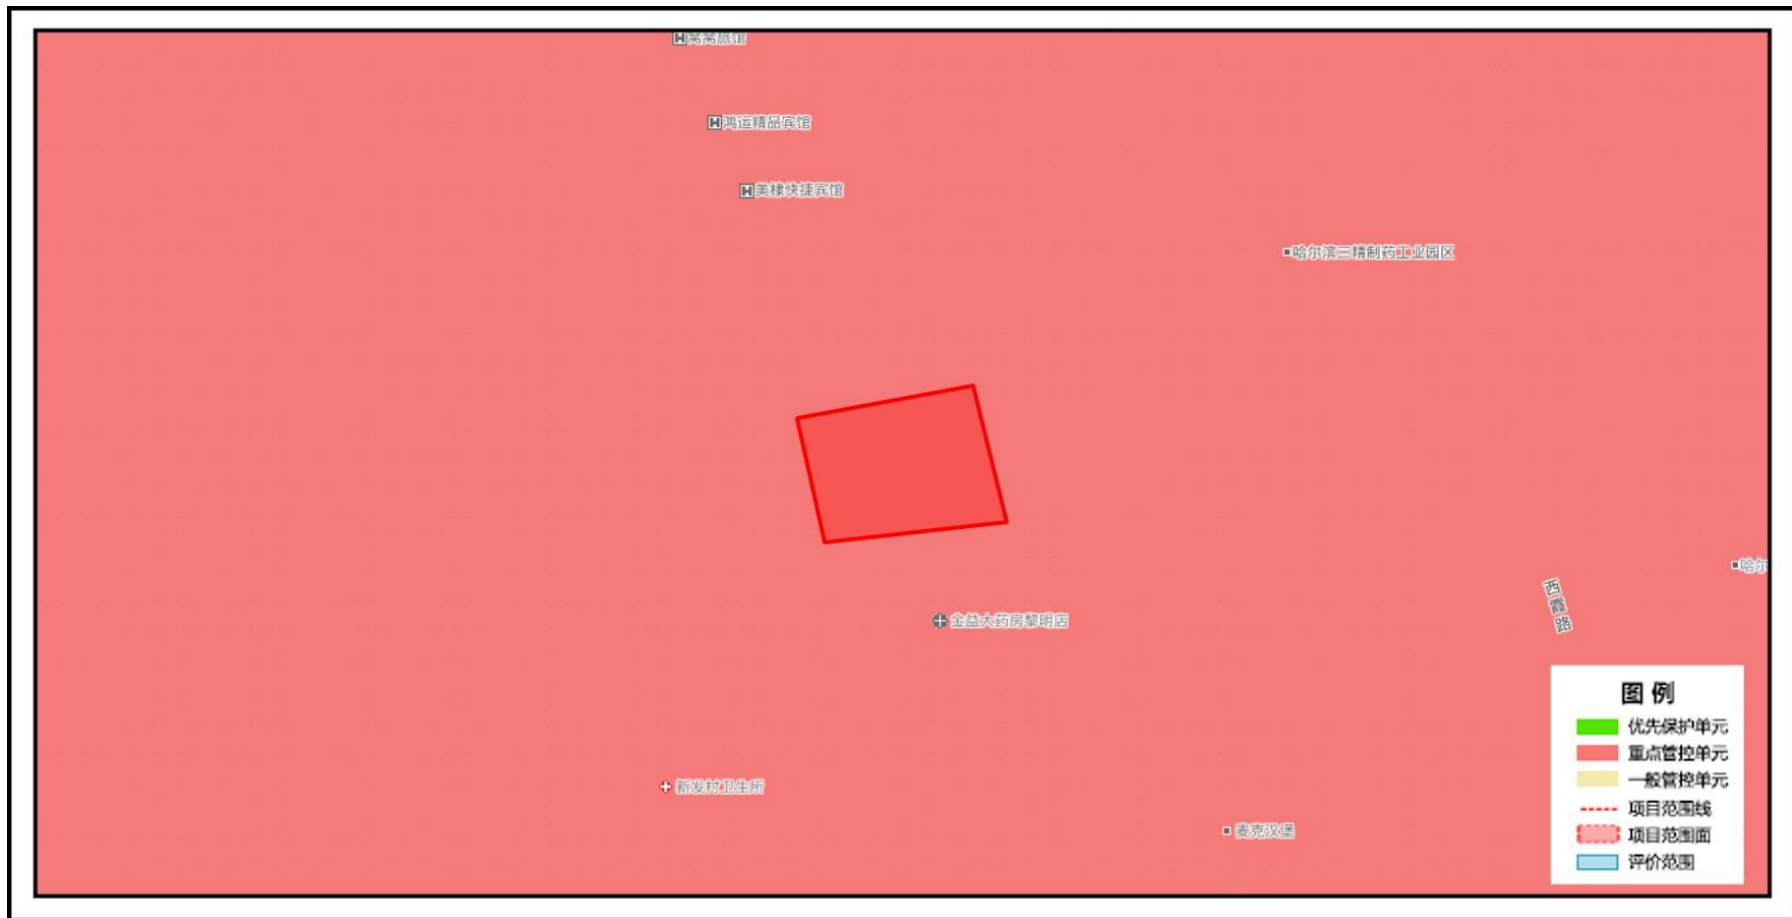 鸿运精品宾馆
美棣快捷宾馆
哈尔滨三精制药工业园区
哈尔
西霞路
金益大药房黎明店
新发村卫生所
麦克汉堡
图例
优先保护单元
重点管控单元
一般管控单元
项目范围线
项目范围面
评价范围